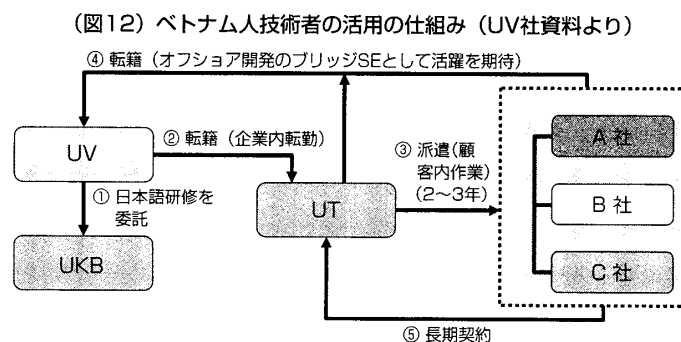 (図12) ベトナム人技術者の活用の仕組み (UV社資料より)
④ 転籍 (オフショア開発のブリッジSEとして活躍を期待)
UV
② 転籍 (企業内転勤)
① 日本語研修を
委託
UKB
UT
③ 派遣(顧
客内作業)
(2～3年)
A 社
B 社
C 社
⑤ 長期契約